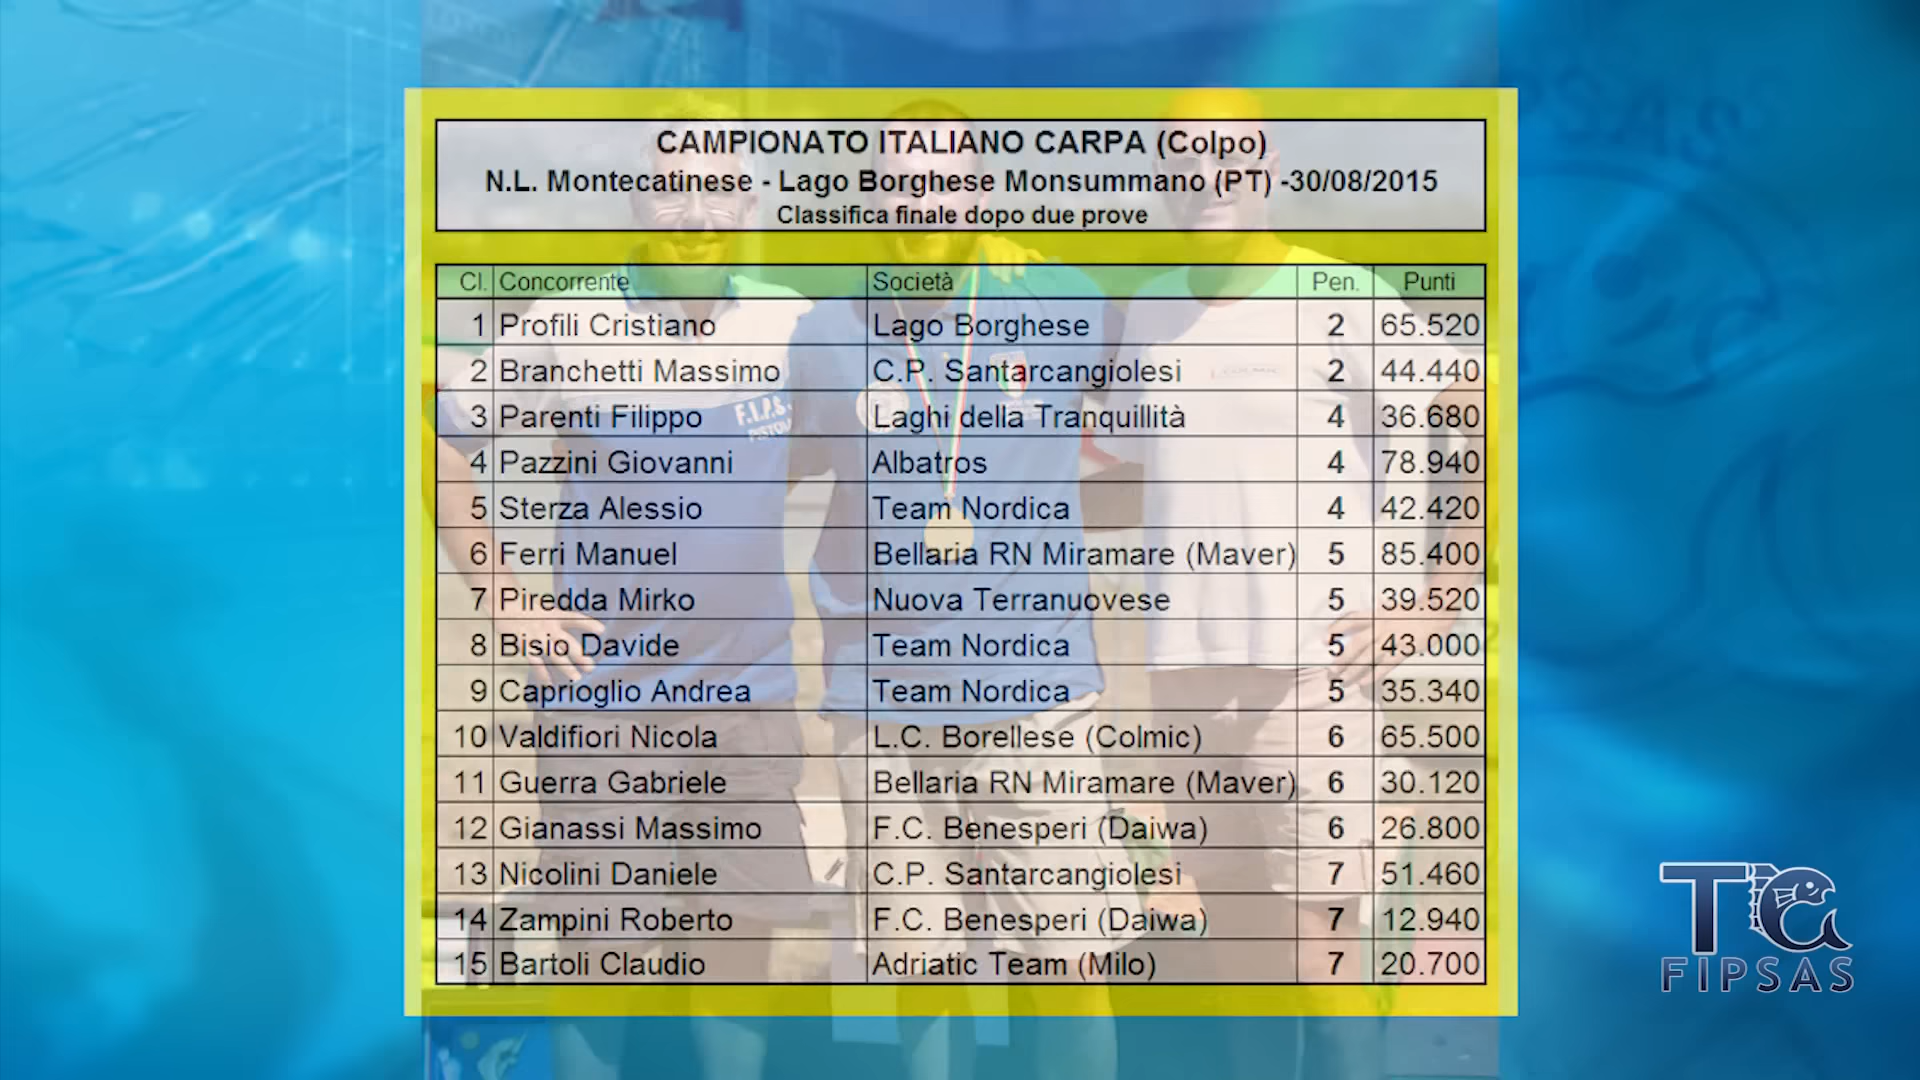 CAMPIONATO ITALIANO CARPA (Colpo)
N.L. Montecatinese - Lago Borghese Monsummano (PT) -30/08/2015
Classifica finale dopo due prove
Cl. Concorrente Società Pen. Punti
1 Profili Cristiano Lago Borghese 2 65.520
2 Branchetti Massimo C.P. Santarcangiolesi 2 44.440
3 Parenti Filippo Laghi della Tranquillità 4 36.680
4 Pazzini Giovanni Albatros 4 78.940
5 Sterza Alessio Team Nordica 4 42.420
6 Ferri Manuel Bellaria RN Miramare (Maver) 5 85.400
7 Piredda Mirko Nuova Terranuovese 5 39.520
8 Bisio Davide Team Nordica 5 43.000
9 Caprioglio Andrea Team Nordica 5 35.340
10 Valdifiori Nicola L.C. Borellese (Colmic) 6 65.500
11 Guerra Gabriele Bellaria RN Miramare (Maver) 6 30.120
12 Gianassi Massimo F.C. Benesperi (Daiwa) 6 26.800
13 Nicolini Daniele C.P. Santarcangiolesi 7 51.460
14 Zampini Roberto F.C. Benesperi (Daiwa) 7 12.940
15 Bartoli Claudio Adriatic Team (Milo) 7 20.700
F.I.P.S.
TG
FIPSAS